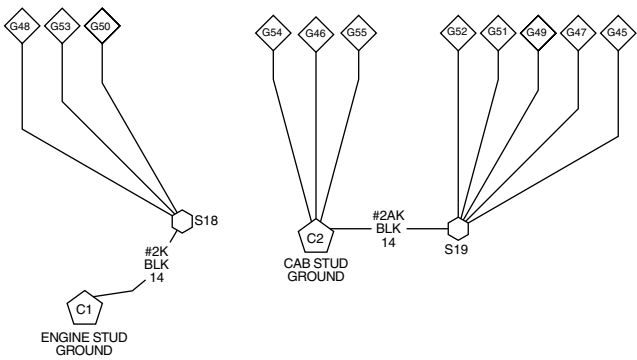 G48
G53
G50
G54
G46
G55
G52
G51
G49
G47
G45
S18
#2K
BLK
14
C1
ENGINE STUD
GROUND
C2
CAB STUD
GROUND
#2AK
BLK
14
S19